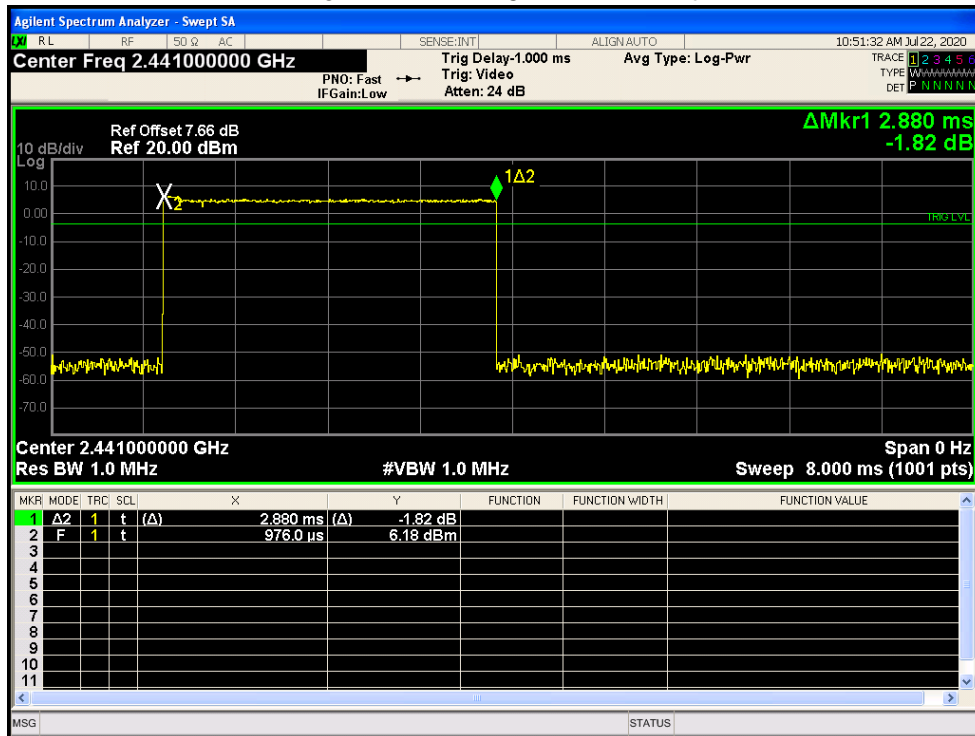 Agilent Spectrum Analyzer - Swept SA
LXI RL RF 50 Ω AC SENSE:INT ALIGN AUTO 10:51:32 AM Jul 22, 2020
Center Freq 2.441000000 GHz
PNO: Fast
IFGain:Low
Trig Delay-1.000 ms
Trig: Video
Atten: 24 dB
Avg Type: Log-Pwr
TRACE 1 2 3 4 5 6
TYPE W
DET P N N N N N
ΔMkr1 2.880 ms
-1.82 dB
Ref Offset 7.66 dB
10 dB/div Ref 20.00 dBm
Log
10.0
0.00
-10.0
-20.0
-30.0
-40.0
-50.0
-60.0
-70.0
X2
1Δ2
TRIG LVL
Center 2.441000000 GHz Span 0 Hz
Res BW 1.0 MHz #VBW 1.0 MHz Sweep 8.000 ms (1001 pts)
MKR MODE TRC SCL X Y FUNCTION FUNCTION WIDTH FUNCTION VALUE
1 Δ2 1 t (Δ) 2.880 ms (Δ) -1.82 dB
2 F 1 t 976.0 µs 6.18 dBm
3
4
5
6
7
8
9
10
11
MSG STATUS